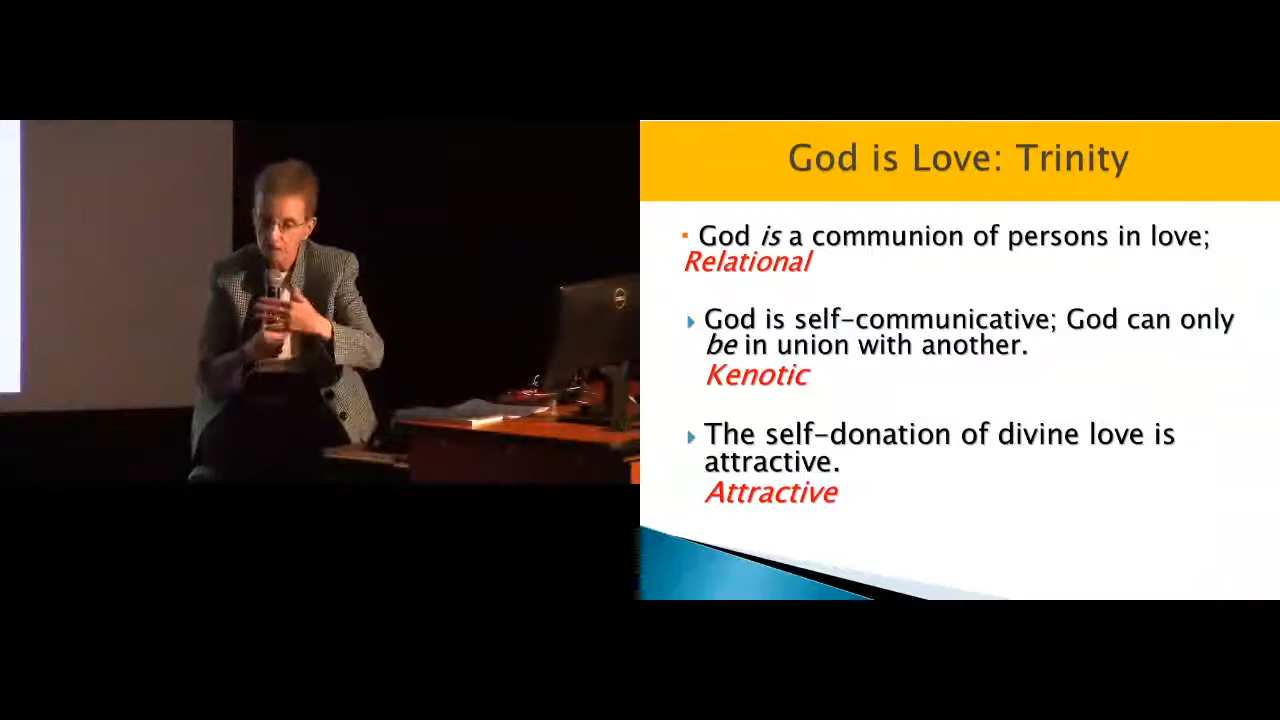 God is Love: Trinity
God is a communion of persons in love;
Relational
God is self-communicative; God can only
be in union with another.
Kenotic
The self-donation of divine love is
attractive.
Attractive